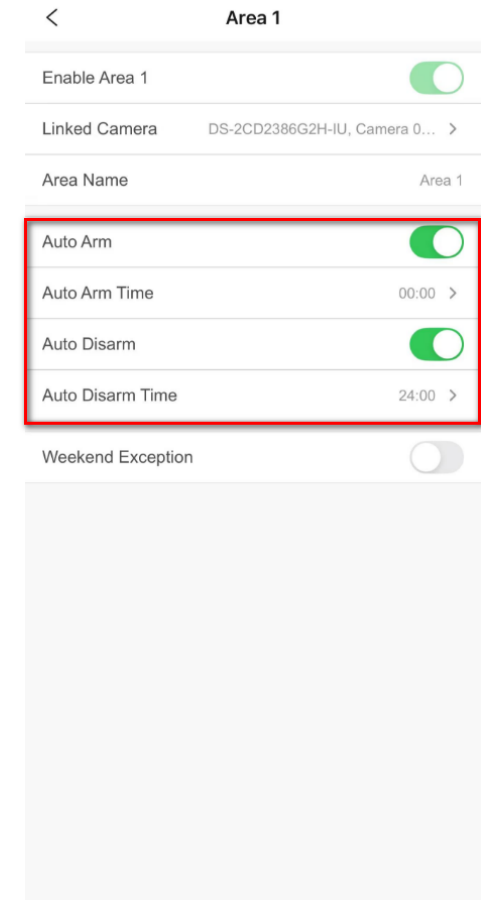 Area 1
Enable Area 1
Linked Camera DS-2CD2386G2H-IU, Camera 0...
Area Name Area 1
Auto Arm
Auto Arm Time 00:00
Auto Disarm
Auto Disarm Time 24:00
Weekend Exception